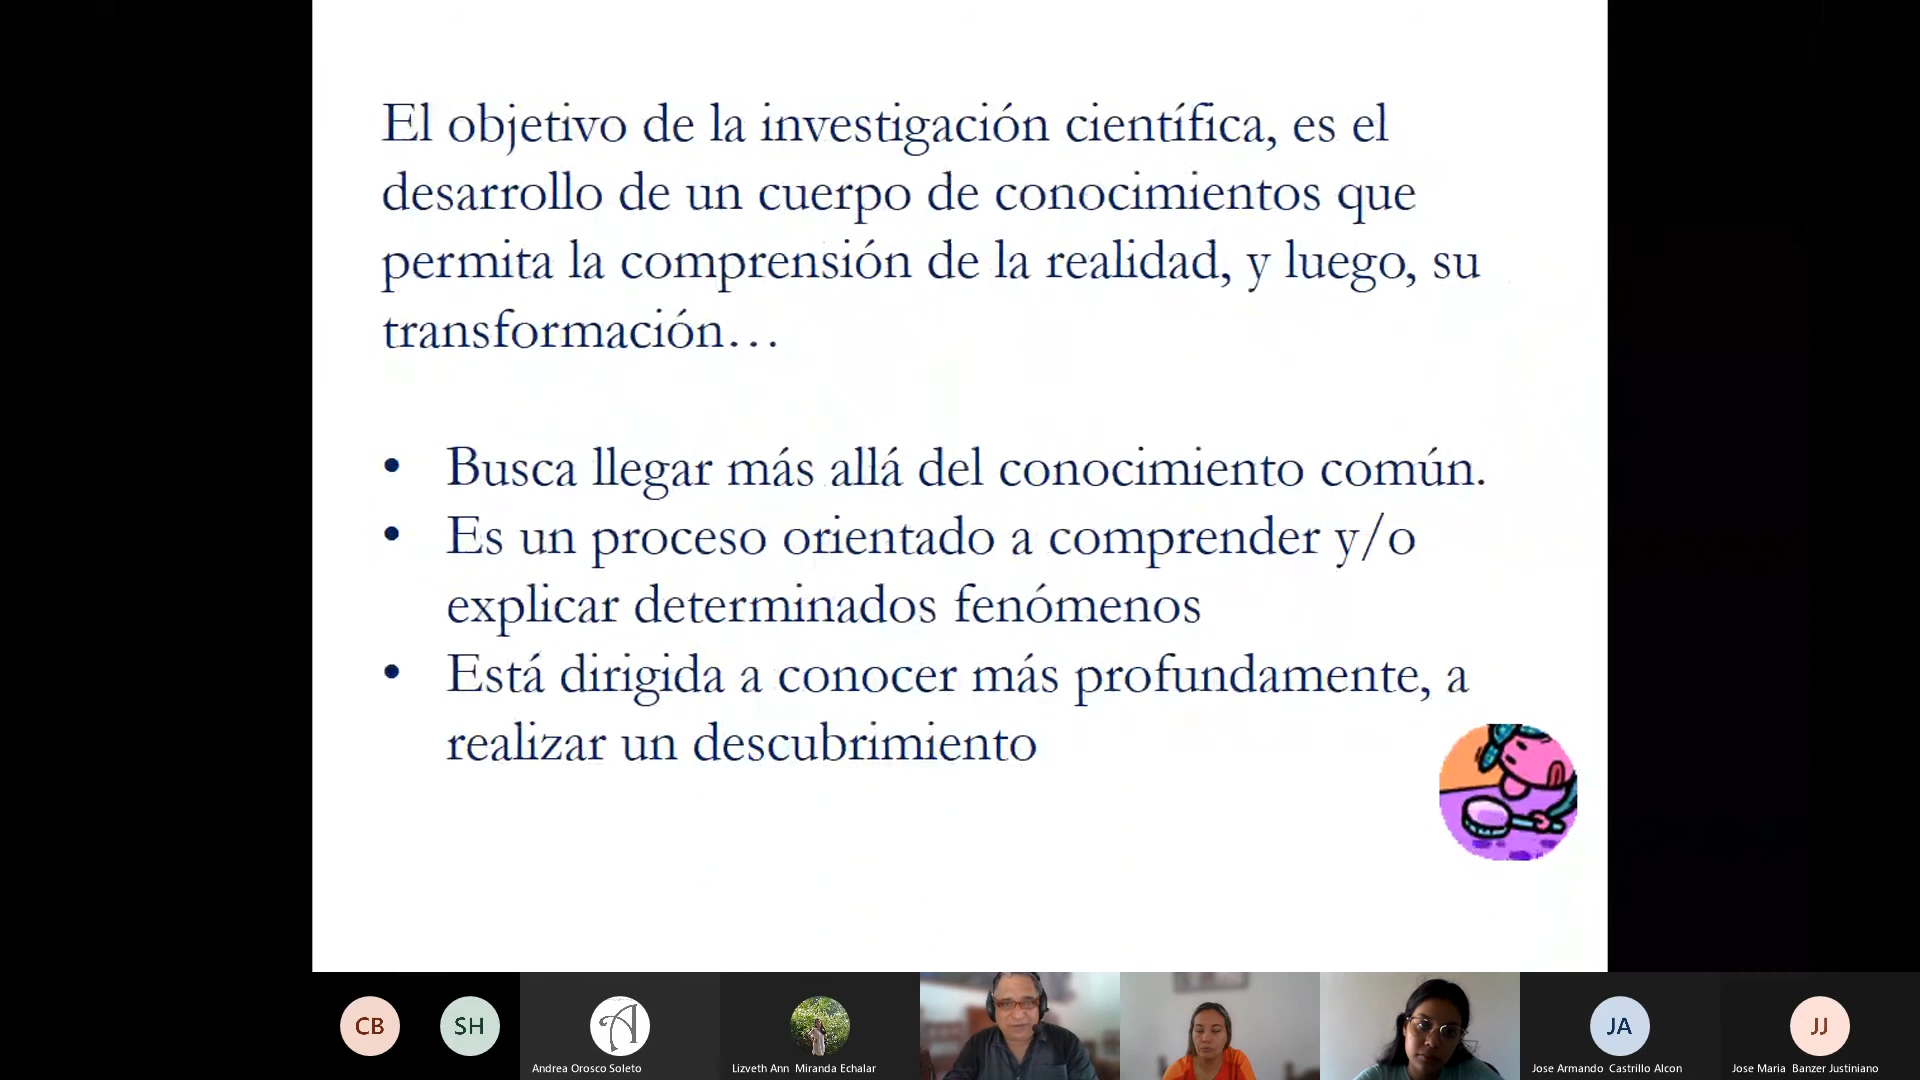 El objetivo de la investigación científica, es el
desarrollo de un cuerpo de conocimientos que
permita la comprensión de la realidad, y luego, su
transformación…
• Busca llegar más allá del conocimiento común.
• Es un proceso orientado a comprender y/o
explicar determinados fenómenos
• Está dirigida a conocer más profundamente, a
realizar un descubrimiento
CB
SH
A
JA
JJ
Andrea Orosco Soleto
Lizveth Ann Miranda Echalar
Jose Armando Castrillo Alcon
Jose Maria Banzer Justiniano